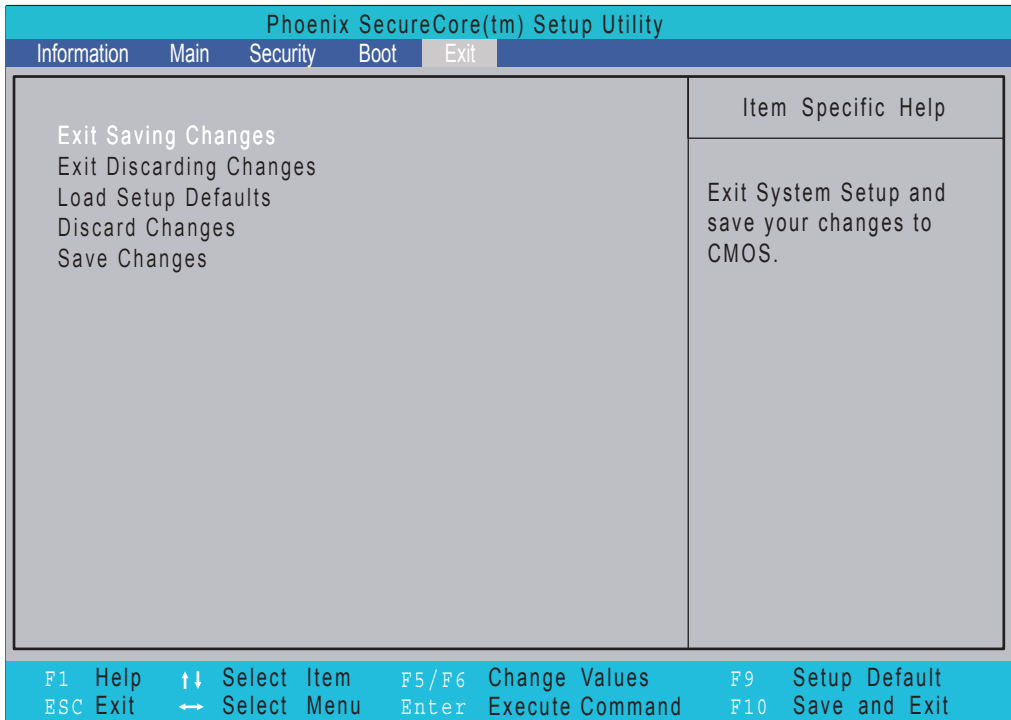 Phoenix SecureCore(tm) Setup Utility
Information Main Security Boot Exit
Exit Saving Changes
Exit Discarding Changes
Load Setup Defaults
Discard Changes
Save Changes
Item Specific Help
Exit System Setup and
save your changes to
CMOS.
F1 Help ↑↓ Select Item F5/F6 Change Values F9 Setup Default
ESC Exit ↔ Select Menu Enter Execute Command F10 Save and Exit